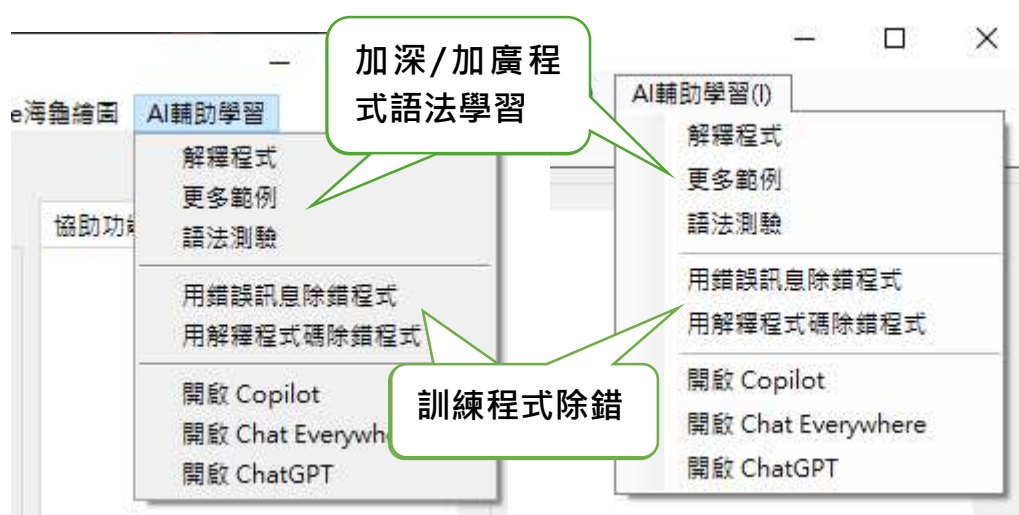 加深/加廣程
式語法學習
e海龜繪圖 AI輔助學習
解釋程式
更多範例
協助功
語法測驗
用錯誤訊息除錯程式
用解釋程式碼除錯程式
開啟 Copilot
開啟 Chat Everywh
開啟 ChatGPT
訓練程式除錯
AI輔助學習(I)
解釋程式
更多範例
語法測驗
用錯誤訊息除錯程式
用解釋程式碼除錯程式
開啟 Copilot
開啟 Chat Everywhere
開啟 ChatGPT